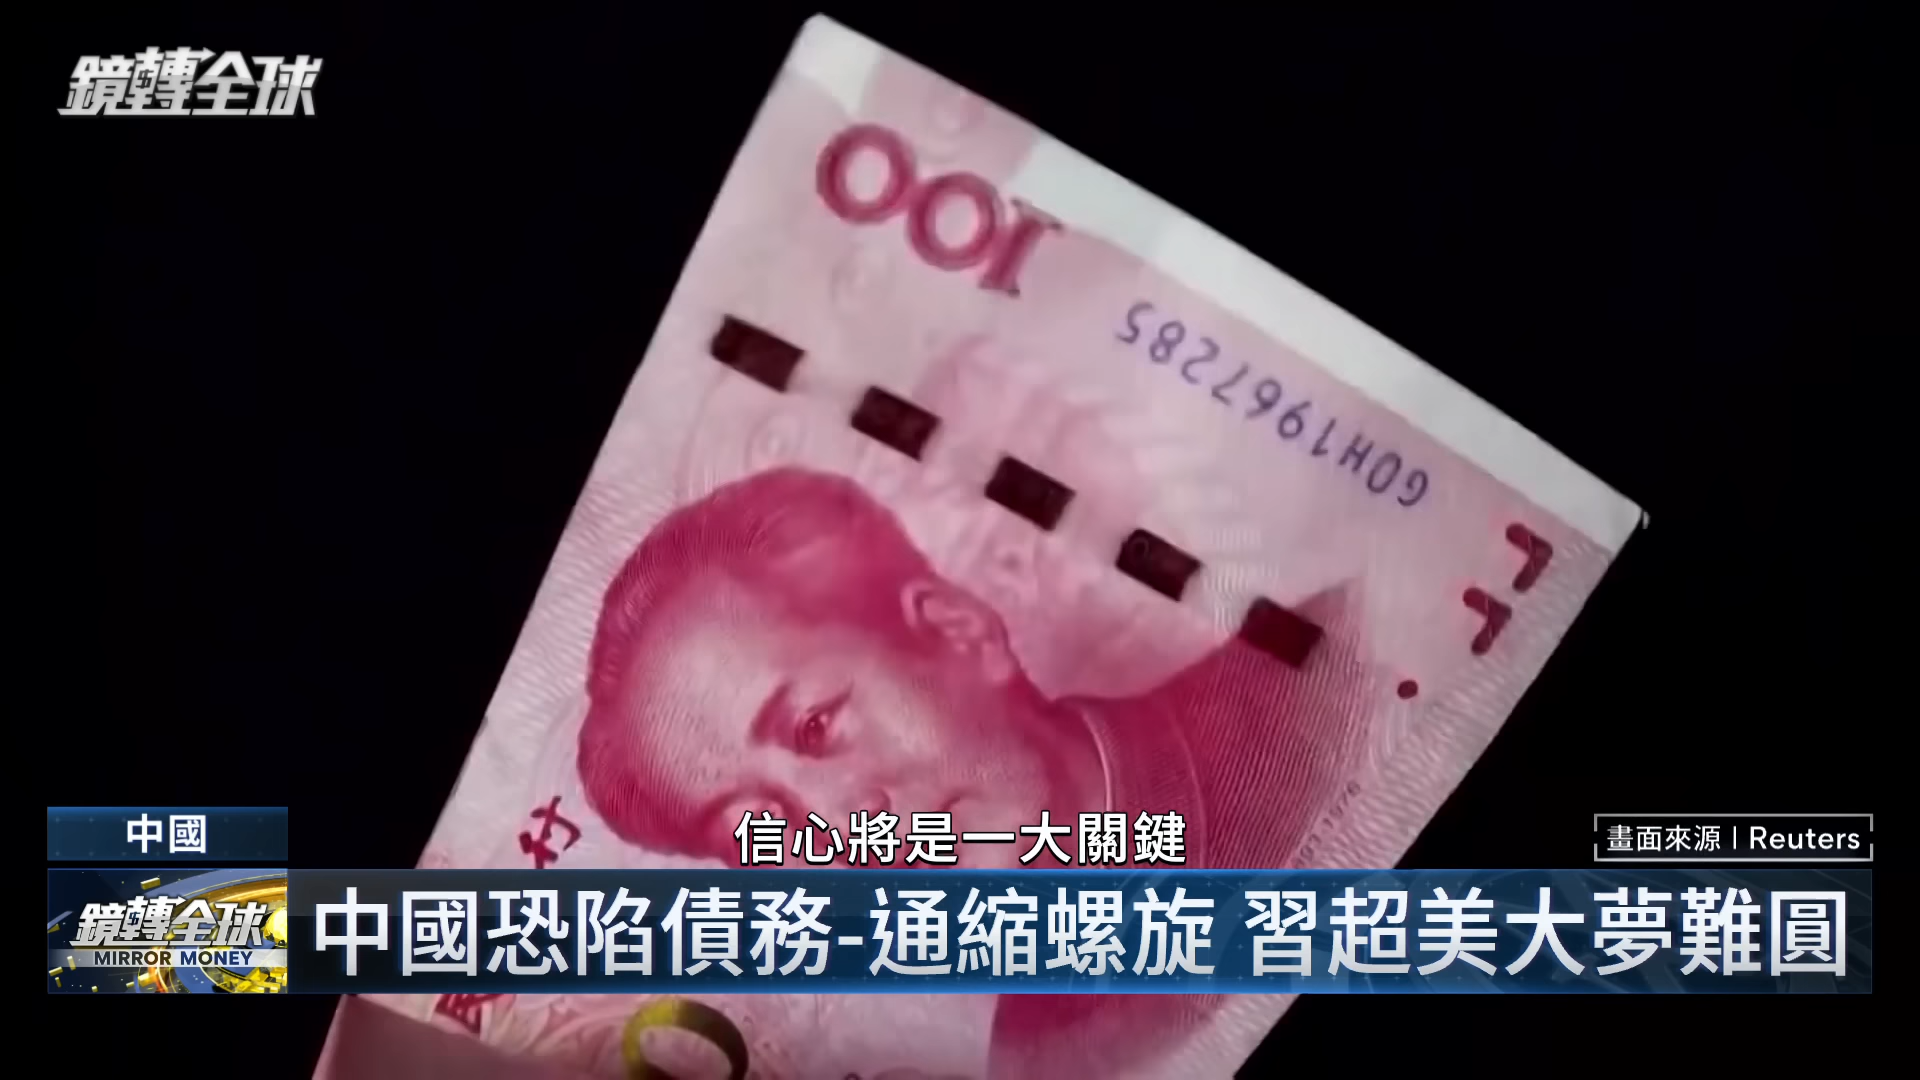 鏡轉全球
100
G0H1967285
行
信心將是一大關鍵
畫面來源 | Reuters
中國
鏡轉全球
MIRROR MONEY
中國恐陷債務-通縮螺旋 習超美大夢難圓